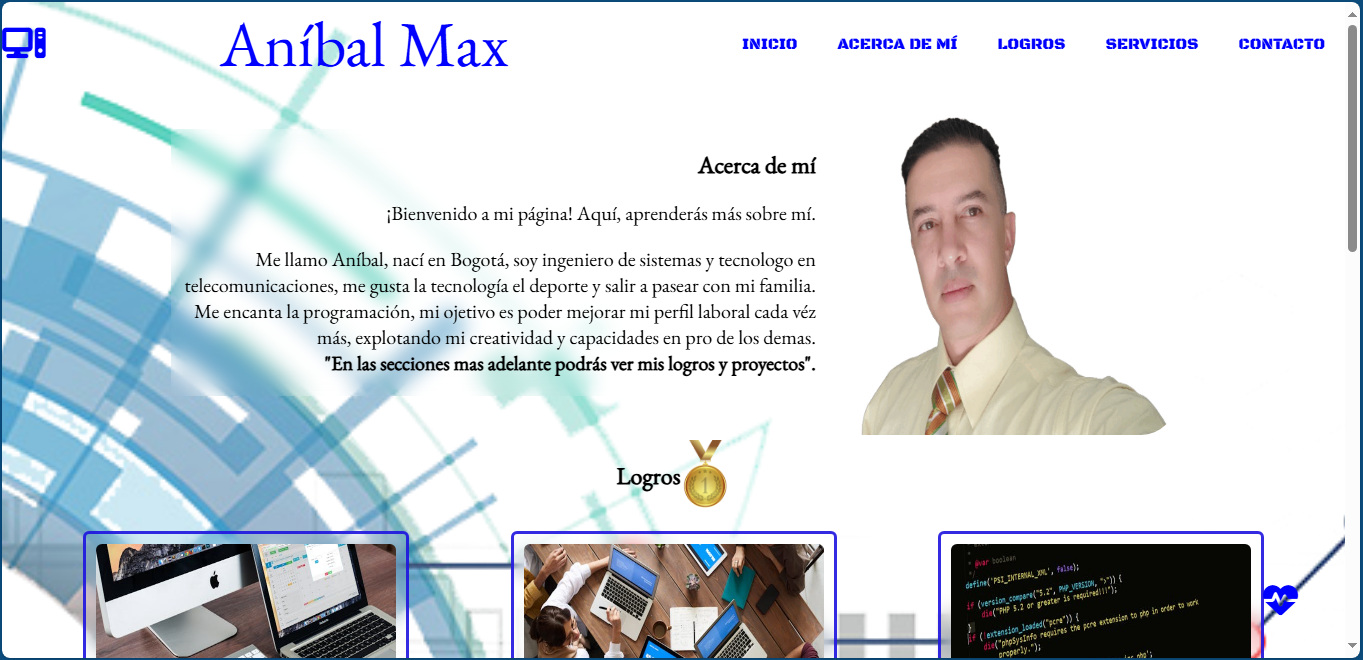 Aníbal Max
INICIO
ACERCA DE MÍ
LOGROS
SERVICIOS
CONTACTO
Acerca de mí
¡Bienvenido a mi página! Aquí, aprenderás más sobre mí.
Me llamo Aníbal, nací en Bogotá, soy ingeniero de sistemas y tecnologo en
telecomunicaciones, me gusta la tecnología el deporte y salir a pasear con mi familia.
Me encanta la programación, mi ojetivo es poder mejorar mi perfil laboral cada véz
más, explotando mi creatividad y capacidades en pro de los demas.
"En las secciones mas adelante podrás ver mis logros y proyectos".
Logros
1
* @var boolean
*/
define('PSI_INTERNAL_XML', false);
if (version_compare("5.2", PHP_VERSION, ">")) {
die("PHP 5.2 or greater is required!!!");
}
if (!extension_loaded("pcre")) {
die("phpSysInfo requires the pcre extension to php in order to work
properly.");